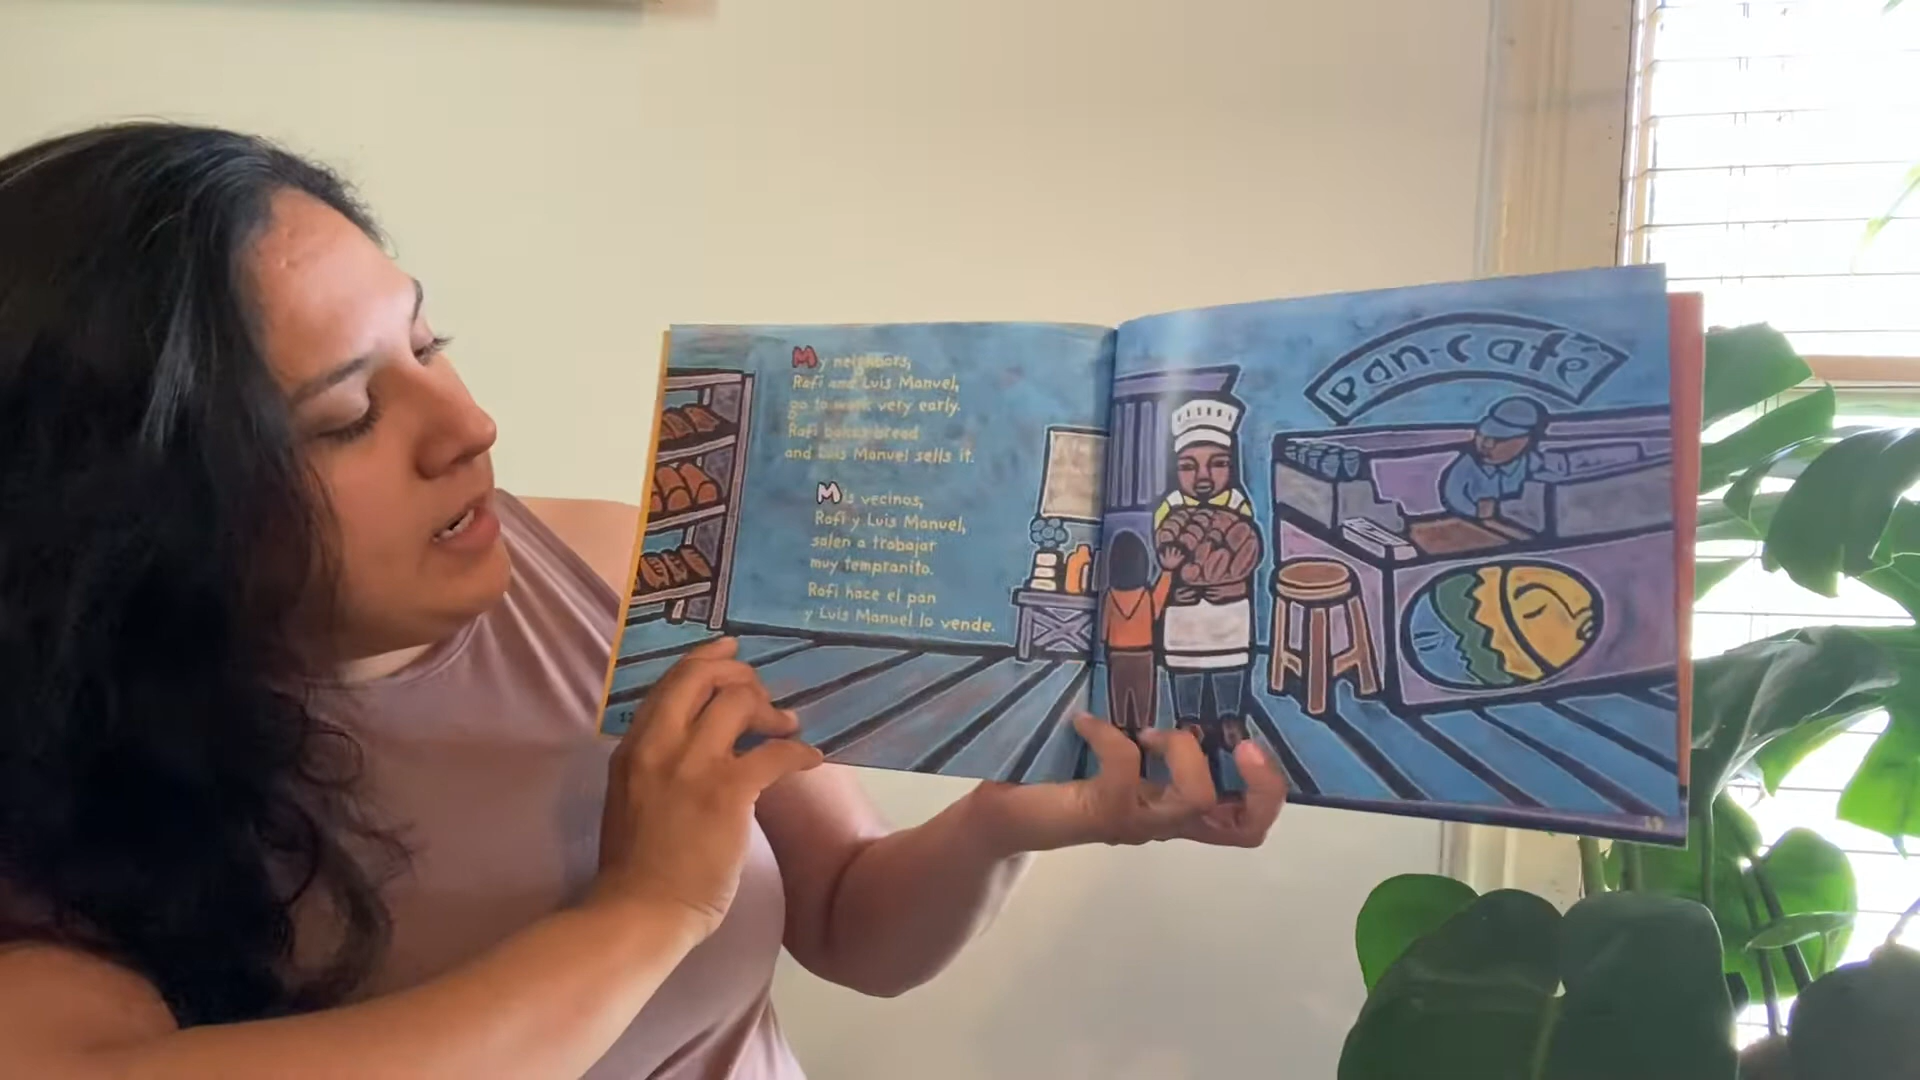 My neighbors,
Rafi and Luis Manuel,
go to work very early.
Rafi bakes bread
and Luis Manuel sells it.
Mis vecinos,
Rafi y Luis Manuel,
salen a trabajar
muy tempranito.
Rafi hace el pan
y Luis Manuel lo vende.
Pan-café
19